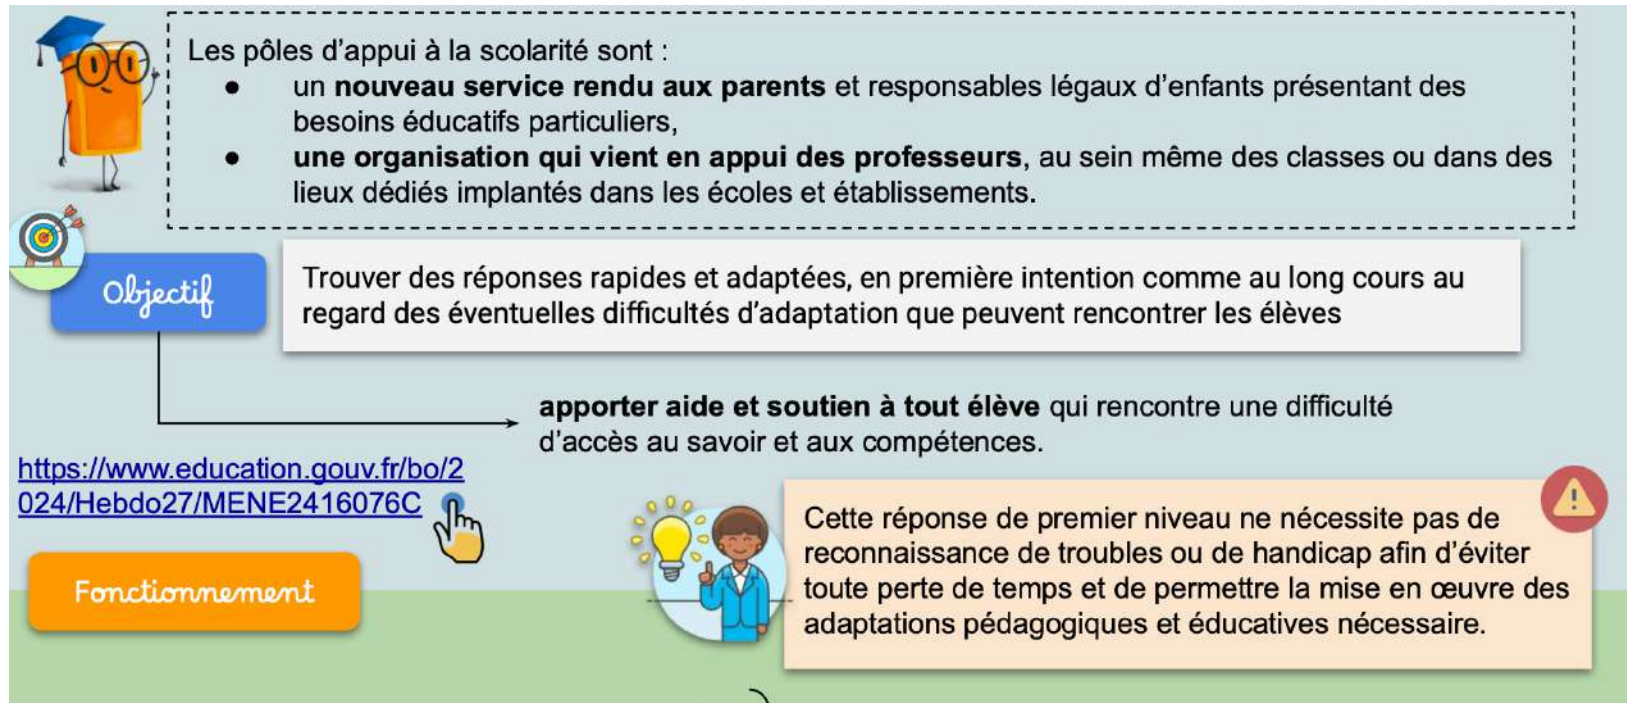 Les pôles d'appui à la scolarité sont :
● un nouveau service rendu aux parents et responsables légaux d'enfants présentant des
besoins éducatifs particuliers,
● une organisation qui vient en appui des professeurs, au sein même des classes ou dans des
lieux dédiés implantés dans les écoles et établissements.
Objectif
Trouver des réponses rapides et adaptées, en première intention comme au long cours au
regard des éventuelles difficultés d'adaptation que peuvent rencontrer les élèves
apporter aide et soutien à tout élève qui rencontre une difficulté
d'accès au savoir et aux compétences.
https://www.education.gouv.fr/bo/2
024/Hebdo27/MENE2416076C
Cette réponse de premier niveau ne nécessite pas de
reconnaissance de troubles ou de handicap afin d'éviter
toute perte de temps et de permettre la mise en œuvre des
adaptations pédagogiques et éducatives nécessaire.
Fonctionnement